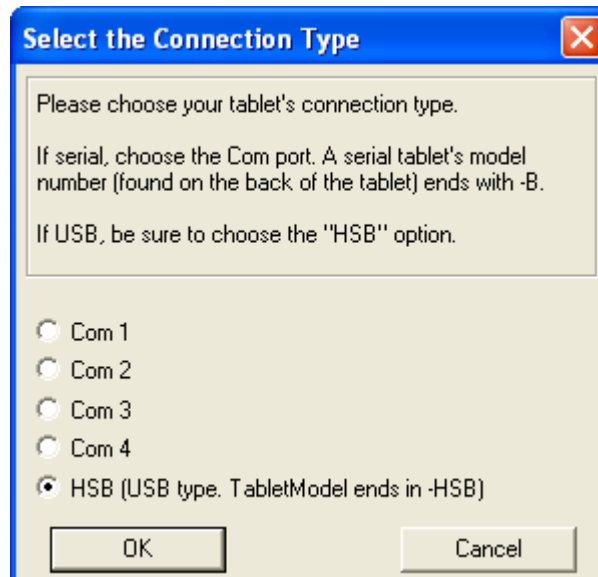 Select the Connection Type
Please choose your tablet's connection type.
If serial, choose the Com port. A serial tablet's model
number (found on the back of the tablet) ends with -B.
If USB, be sure to choose the "HSB" option.
Com 1
Com 2
Com 3
Com 4
HSB (USB type. TabletModel ends in -HSB)
OK
Cancel